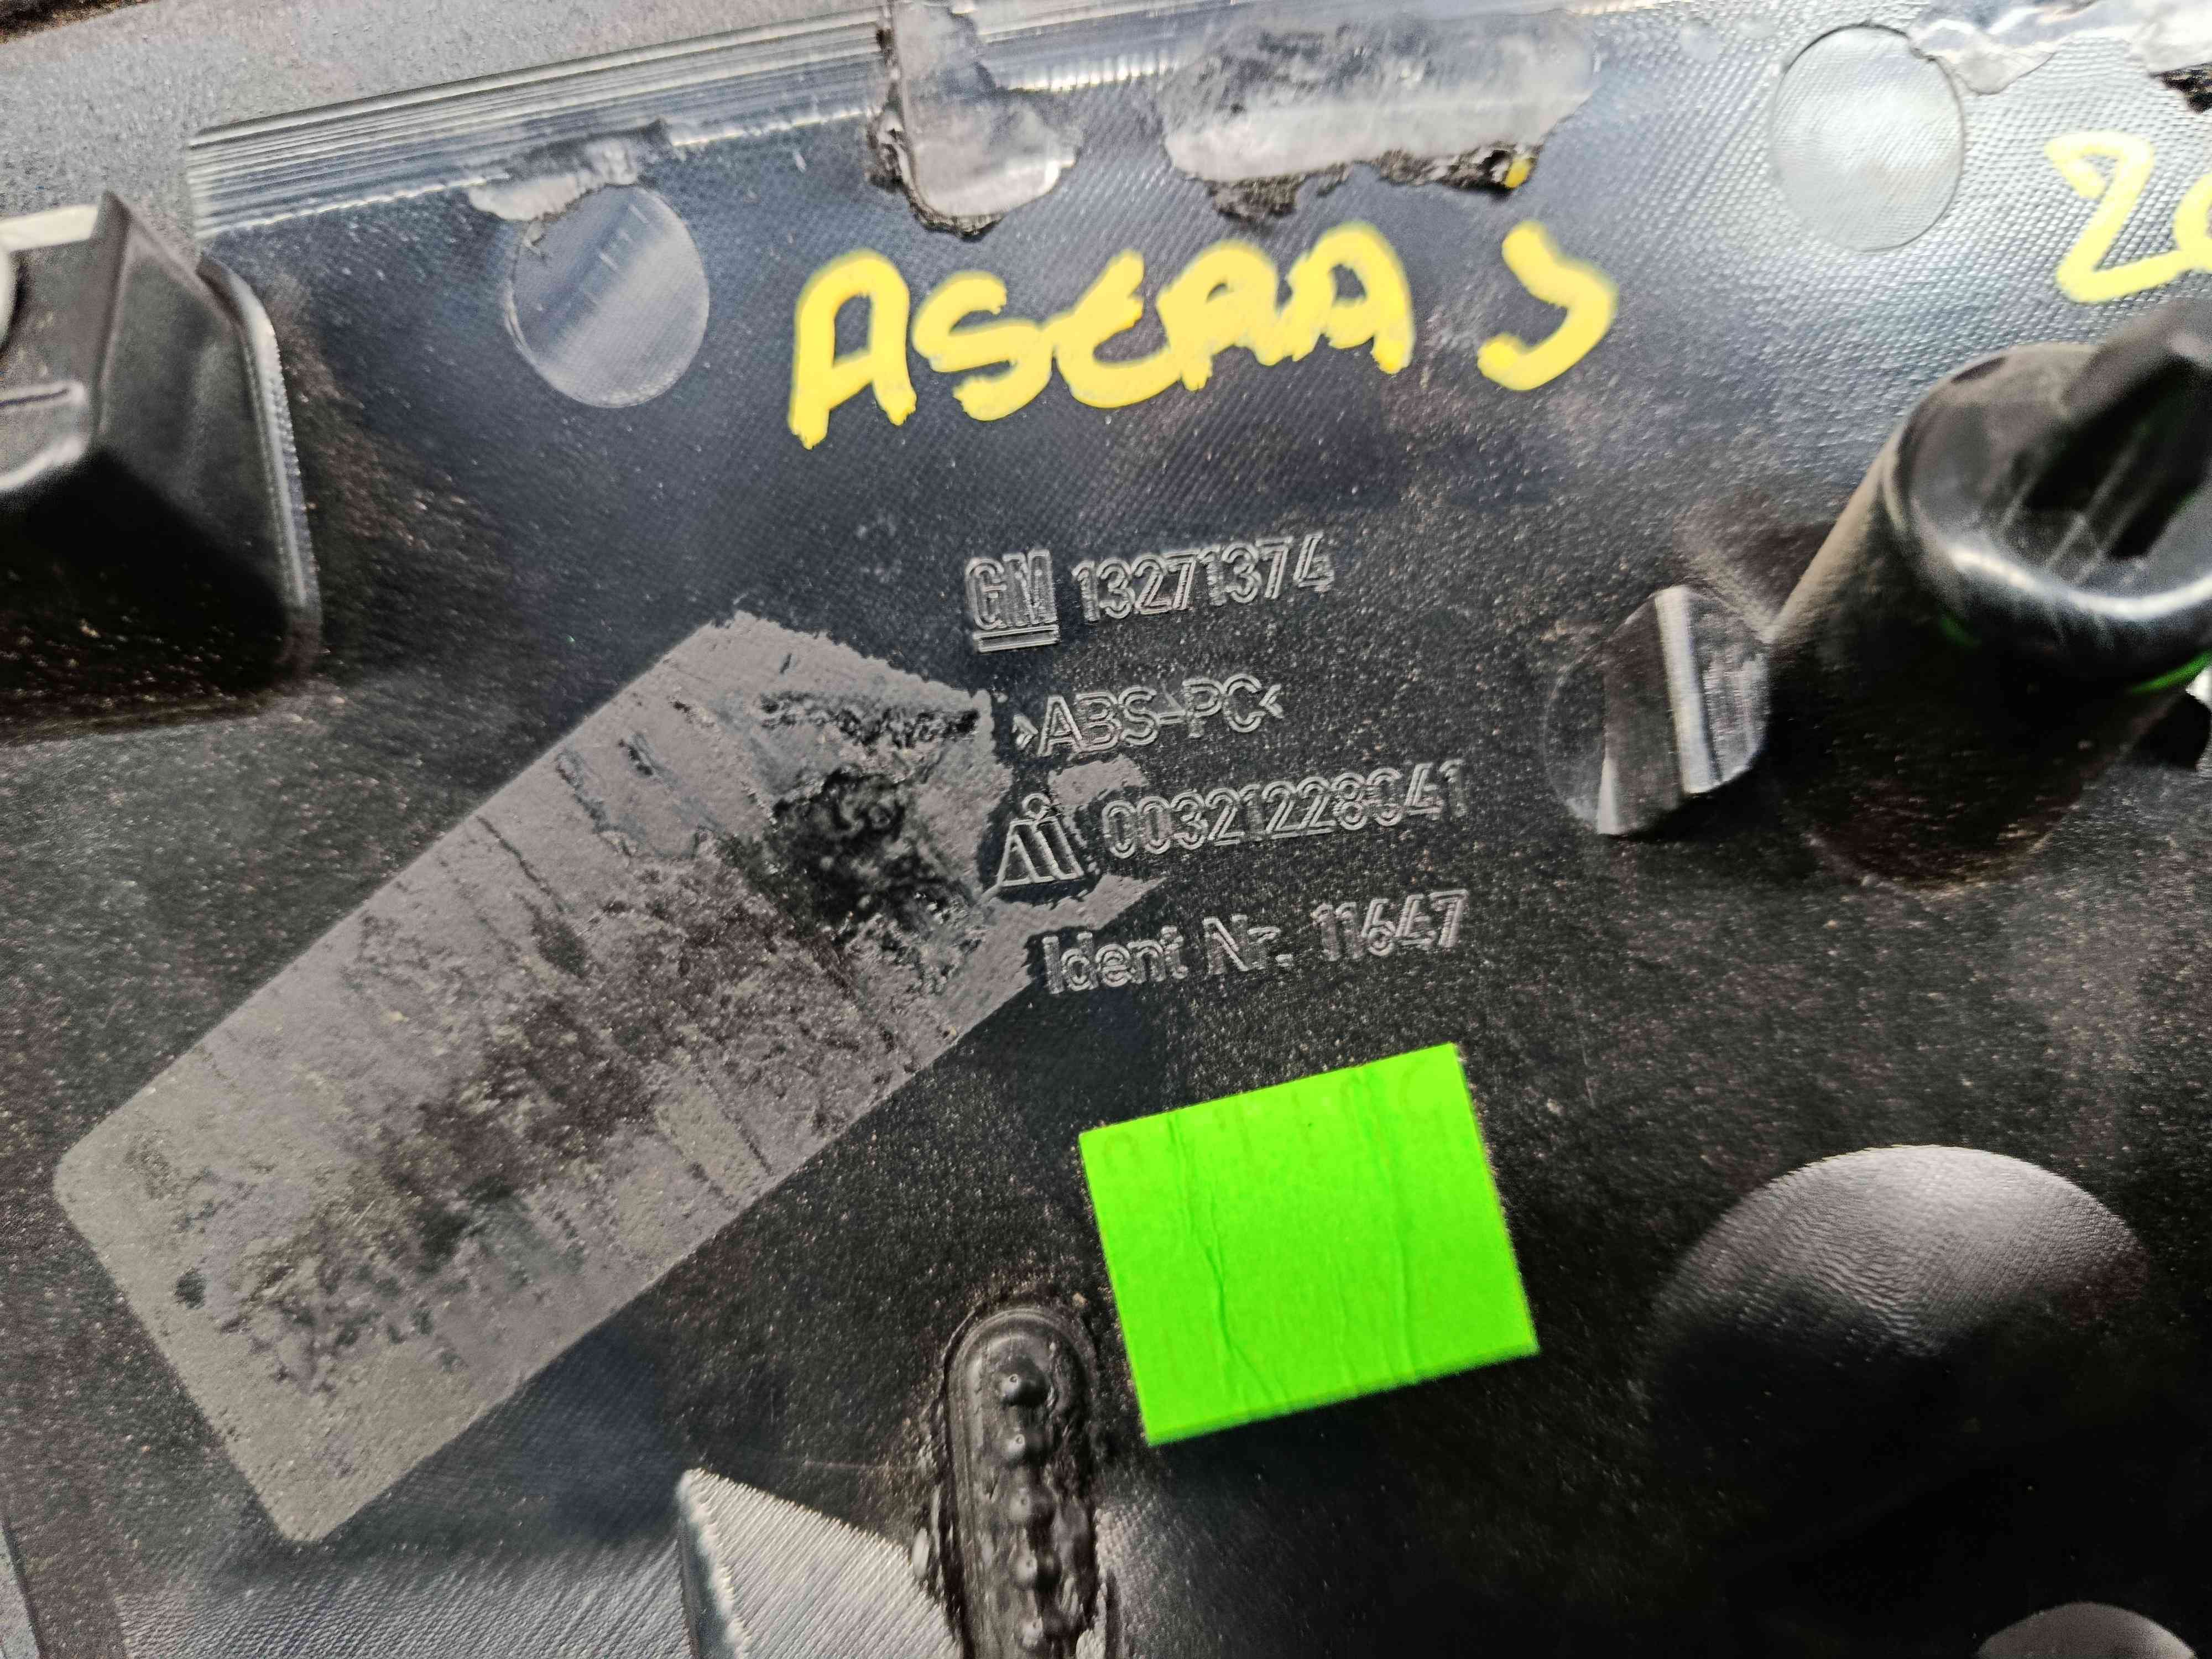 ASTRA J
GM 13271374
>ABS+PC<
00321228041
Ident Nr. 11647